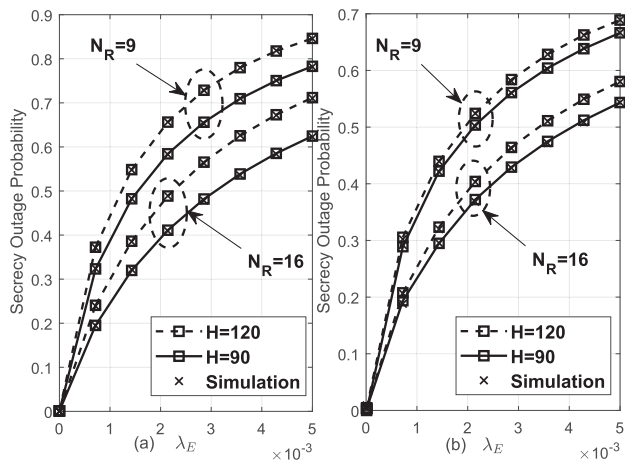 0.9
0.8
0.7
0.6
0.5
0.4
0.3
0.2
0.1
0
Secrecy Outage Probability
N_R=9
N_R=16
H=120
H=90
Simulation
0 1 2 3 4 5
(a) λ_E
×10^-3
0.7
0.6
0.5
0.4
0.3
0.2
0.1
0
Secrecy Outage Probability
N_R=9
N_R=16
H=120
H=90
Simulation
0 1 2 3 4 5
(b) λ_E
×10^-3